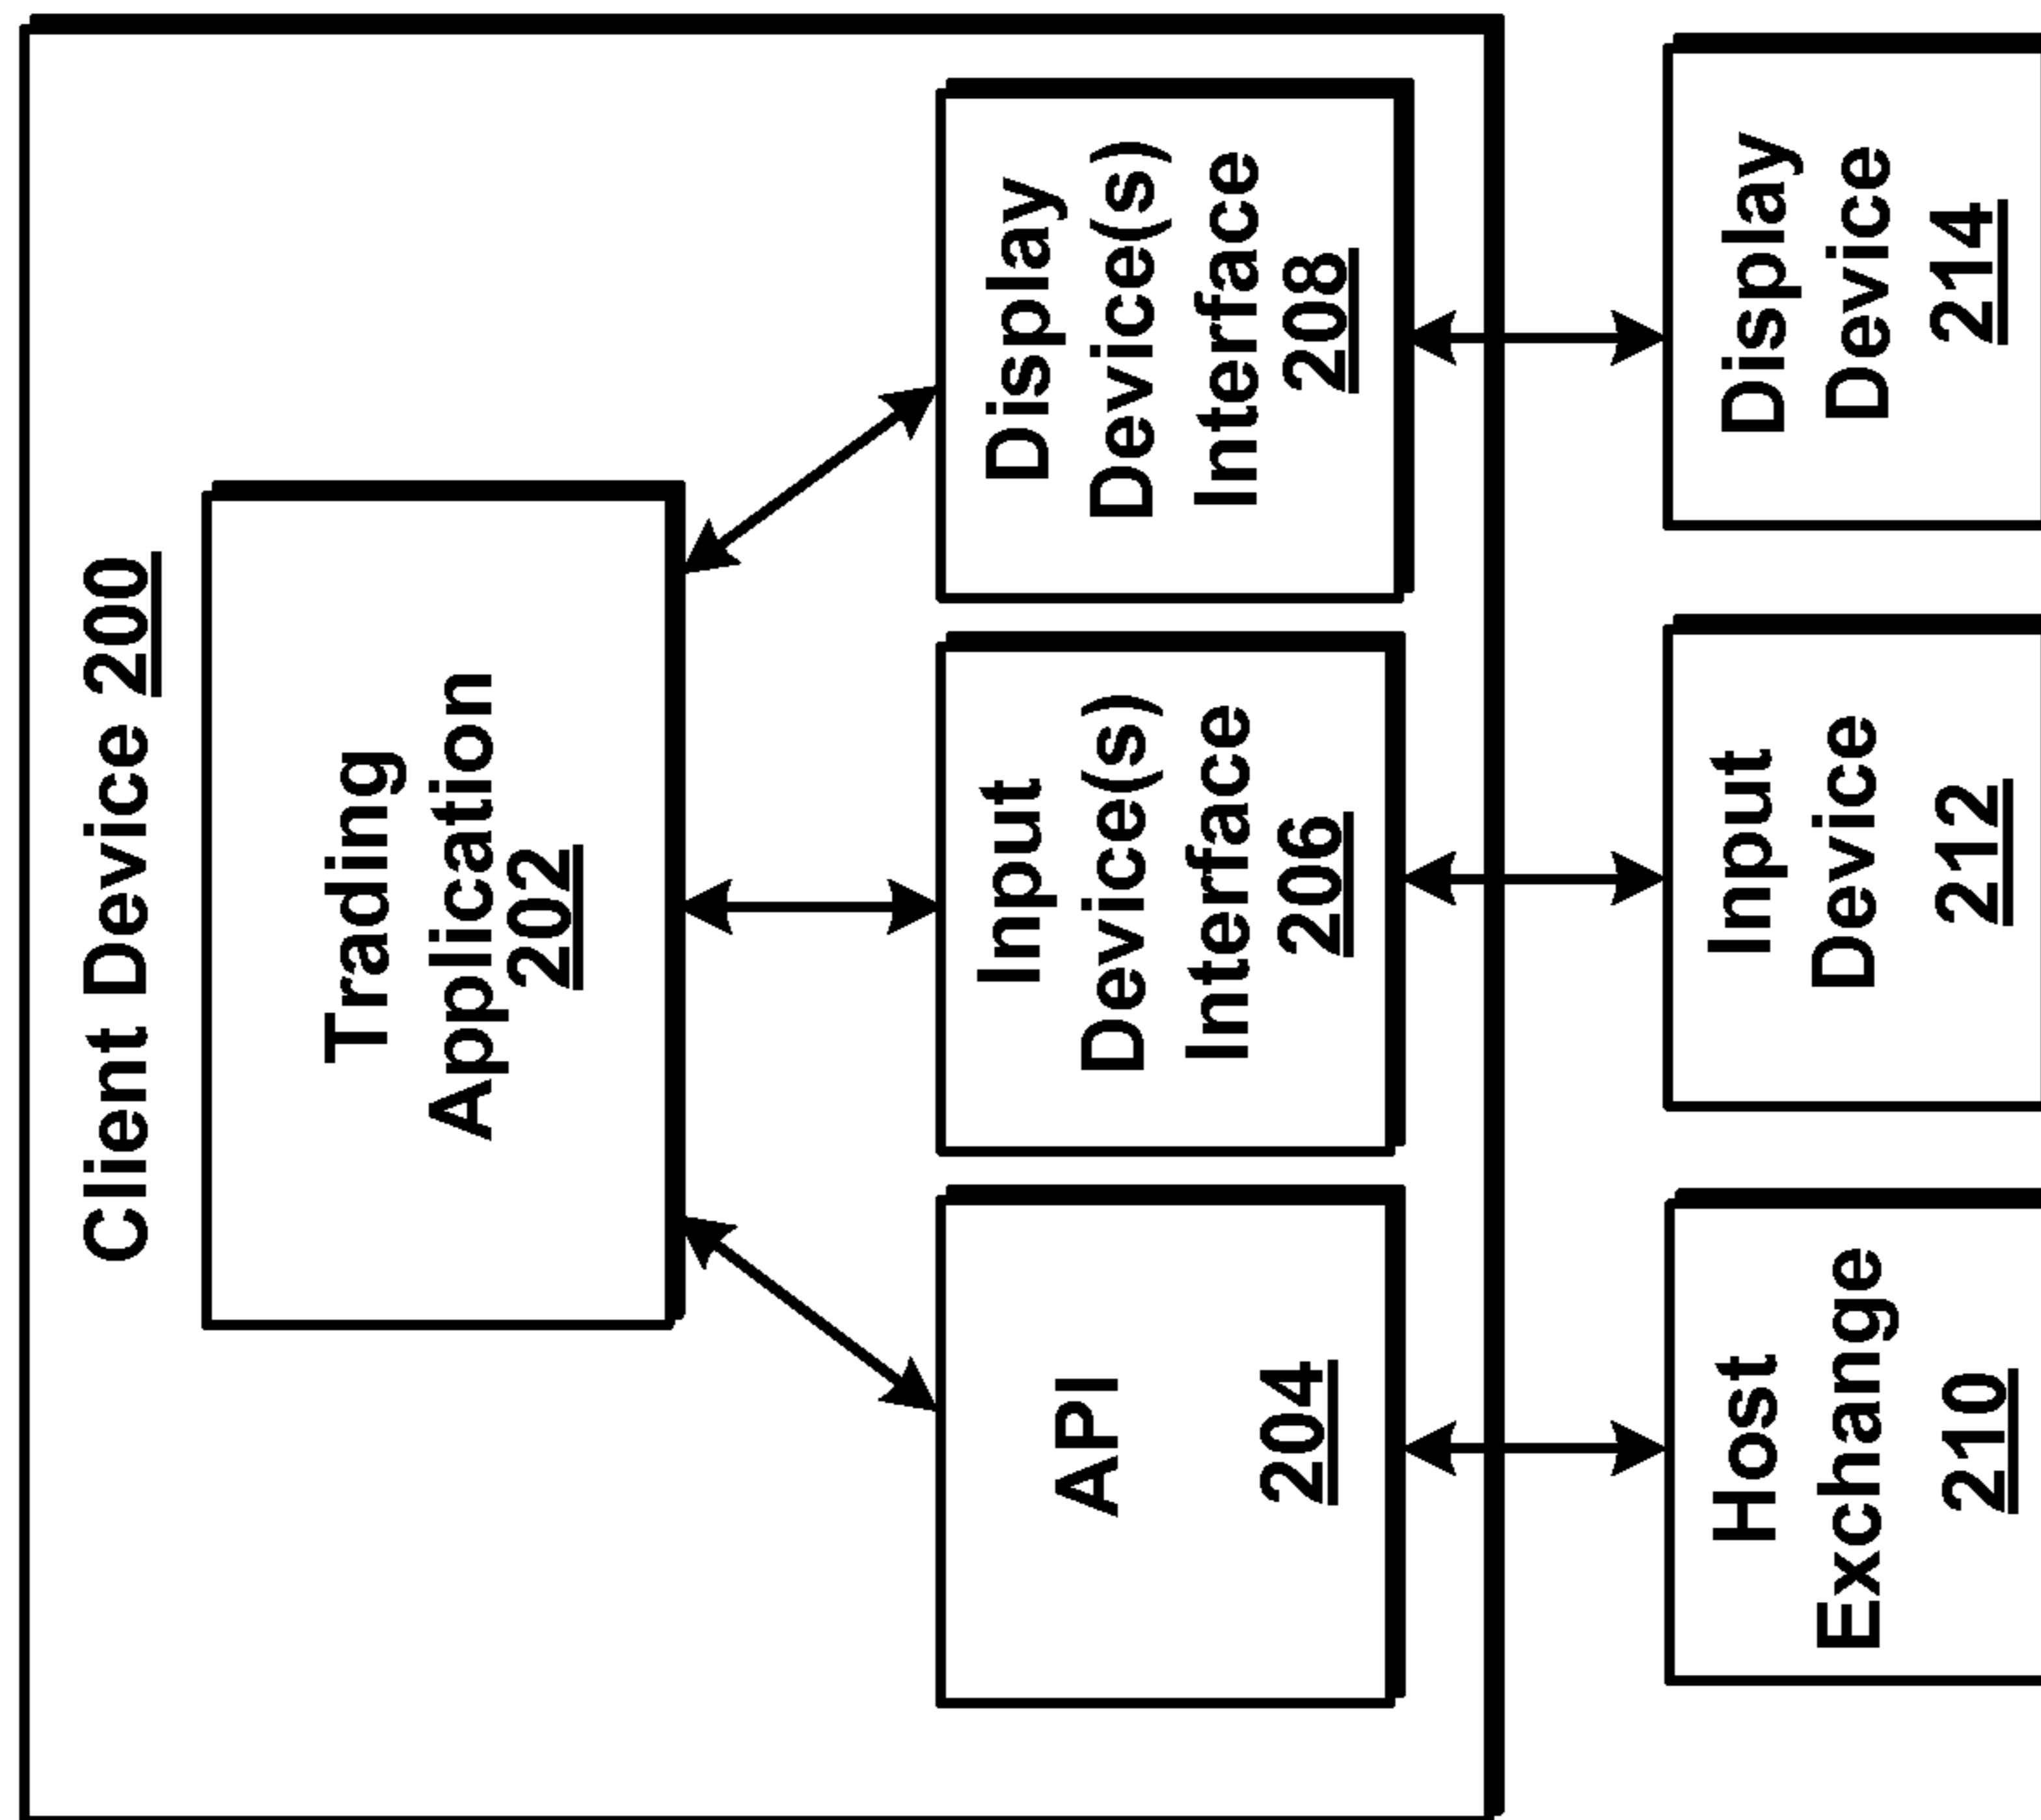 Client Device 200
Trading
Application
202
API
204
Input
Device(s)
Interface
206
Display
Device(s)
Interface
208
Host
Exchange
210
Input
Device
212
Display
Device
214